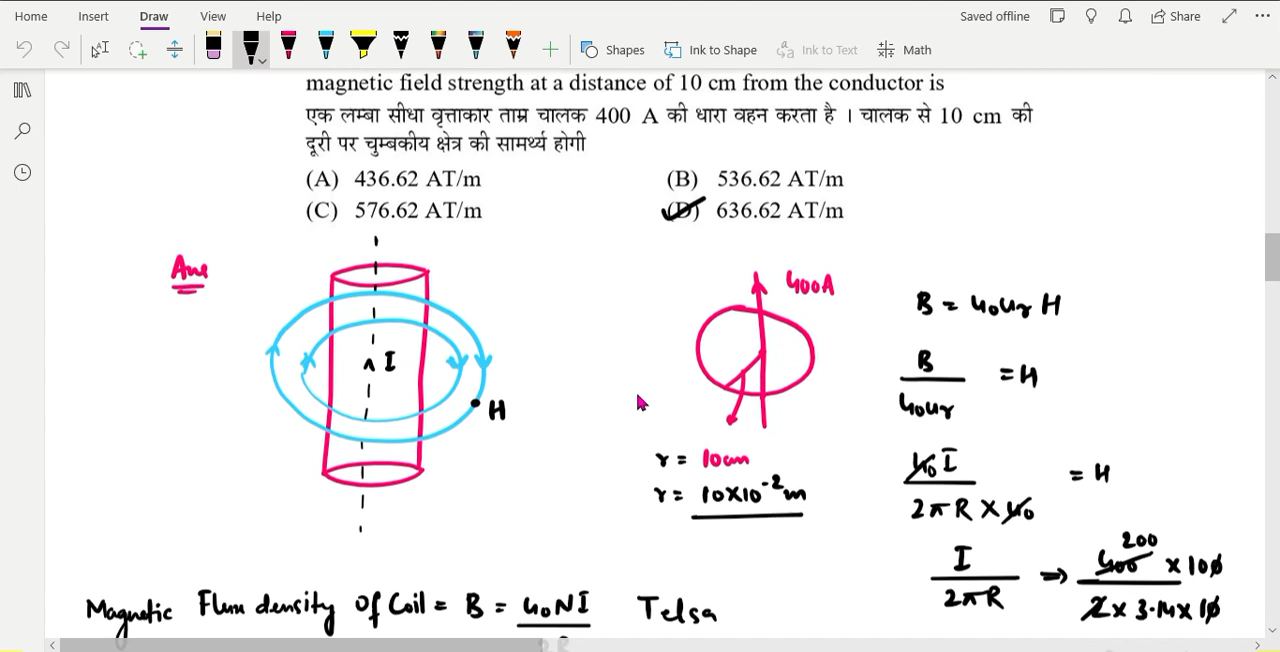 Home Insert Draw View Help Saved offline Share
Shapes Ink to Shape Ink to Text Math
magnetic field strength at a distance of 10 cm from the conductor is
एक लम्बा सीधा वृत्ताकार ताम्र चालक 400 A की धारा वहन करता है । चालक से 10 cm की
दूरी पर चुम्बकीय क्षेत्र की सामर्थ्य होगी
(A) 436.62 AT/m (B) 536.62 AT/m
(C) 576.62 AT/m (D) 636.62 AT/m
Ans
400A
B = μ0μr H
I
B/μ0μr = H
H
r = 10cm
r = 10×10⁻² m
μ0 I / 2πR × μ0 = H
I / 2πR ⇒ 400 200 × 100 / 2 × 3.14 × 10
Magnetic Flux density of Coil = B = μ0NI Telsa